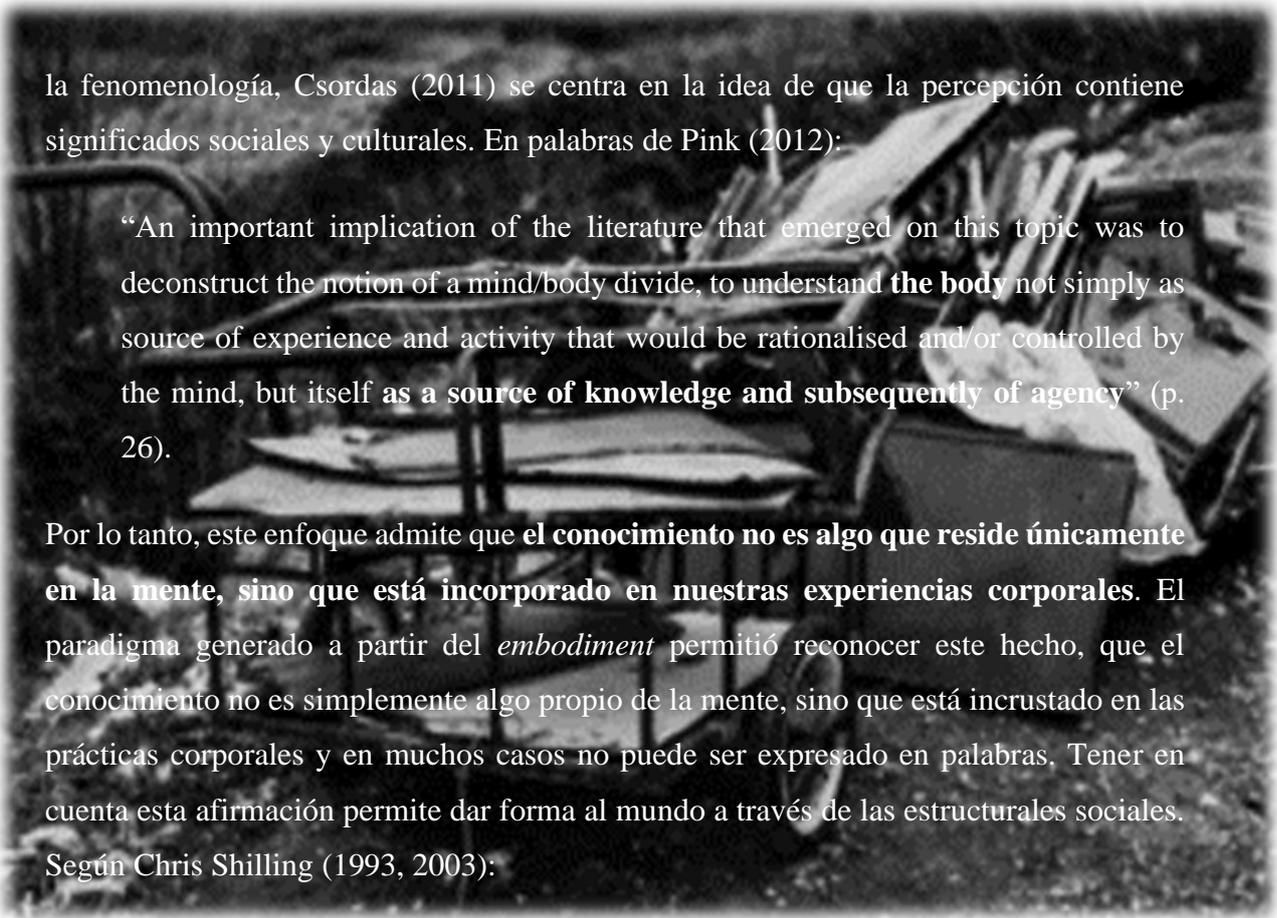 la fenomenología, Csordas (2011) se centra en la idea de que la percepción contiene
significados sociales y culturales. En palabras de Pink (2012):
“An important implication of the literature that emerged on this topic was to
deconstruct the notion of a mind/body divide, to understand the body not simply as
source of experience and activity that would be rationalised and/or controlled by
the mind, but itself as a source of knowledge and subsequently of agency” (p.
26).
Por lo tanto, este enfoque admite que el conocimiento no es algo que reside únicamente
en la mente, sino que está incorporado en nuestras experiencias corporales. El
paradigma generado a partir del embodiment permitió reconocer este hecho, que el
conocimiento no es simplemente algo propio de la mente, sino que está incrustado en las
prácticas corporales y en muchos casos no puede ser expresado en palabras. Tener en
cuenta esta afirmación permite dar forma al mundo a través de las estructurales sociales.
Según Chris Shilling (1993, 2003):